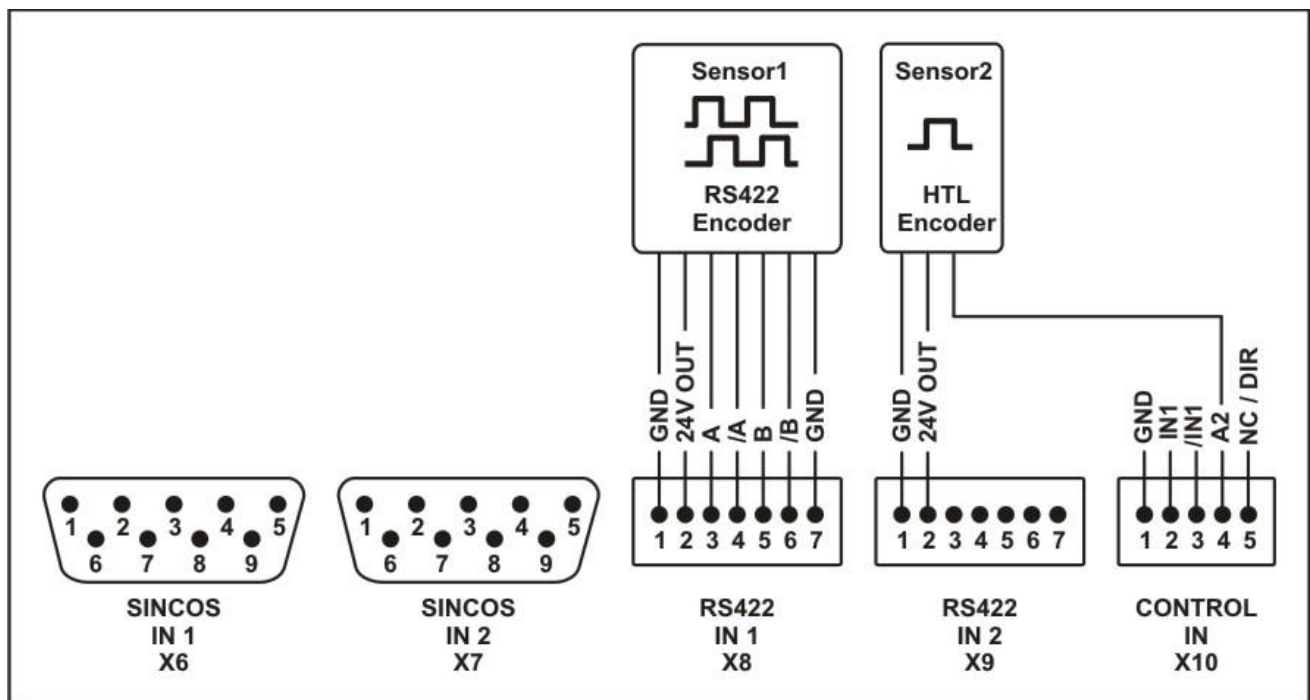 Sensor1
RS422
Encoder
Sensor2
HTL
Encoder
GND
24V OUT
A
/A
B
/B
GND
GND
24V OUT
GND
IN1
/IN1
A2
NC / DIR
1 2 3 4 5
6 7 8 9
1 2 3 4 5
6 7 8 9
1 2 3 4 5 6 7
1 2 3 4 5 6 7
1 2 3 4 5
SINCOS
IN 1
X6
SINCOS
IN 2
X7
RS422
IN 1
X8
RS422
IN 2
X9
CONTROL
IN
X10